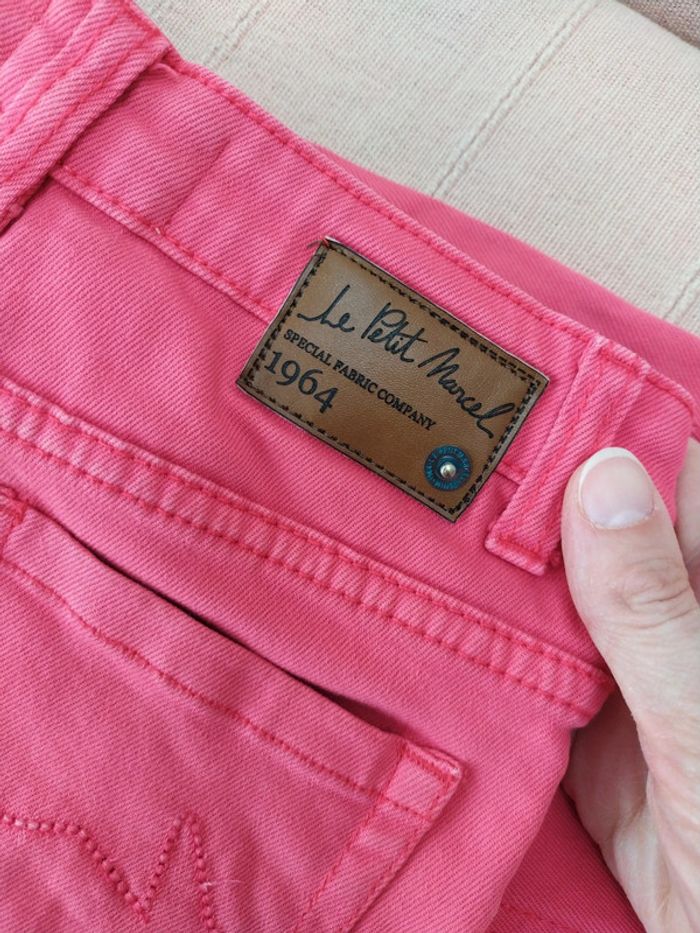 Le Petit Marcel
SPECIAL FABRIC COMPANY
1964